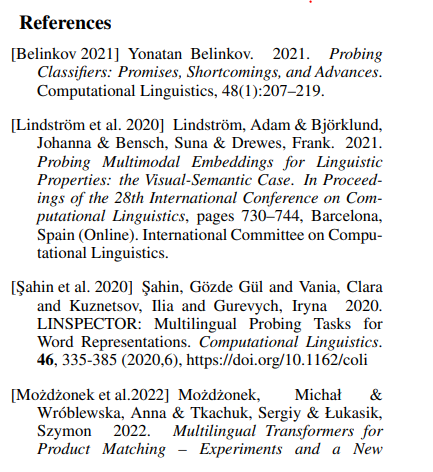 References
[Belinkov 2021] Yonatan Belinkov. 2021. Probing
Classifiers: Promises, Shortcomings, and Advances.
Computational Linguistics, 48(1):207–219.
[Lindström et al. 2020] Lindström, Adam & Björklund,
Johanna & Bensch, Suna & Drewes, Frank. 2021.
Probing Multimodal Embeddings for Linguistic
Properties: the Visual-Semantic Case. In Proceed-
ings of the 28th International Conference on Com-
putational Linguistics, pages 730–744, Barcelona,
Spain (Online). International Committee on Compu-
tational Linguistics.
[Şahin et al. 2020] Şahin, Gözde Gül and Vania, Clara
and Kuznetsov, Ilia and Gurevych, Iryna 2020.
LINSPECTOR: Multilingual Probing Tasks for
Word Representations. Computational Linguistics.
46, 335-385 (2020,6), https://doi.org/10.1162/coli
[Możdżonek et al.2022] Możdżonek, Michał &
Wróblewska, Anna & Tkachuk, Sergiy & Łukasik,
Szymon 2022. Multilingual Transformers for
Product Matching – Experiments and a New